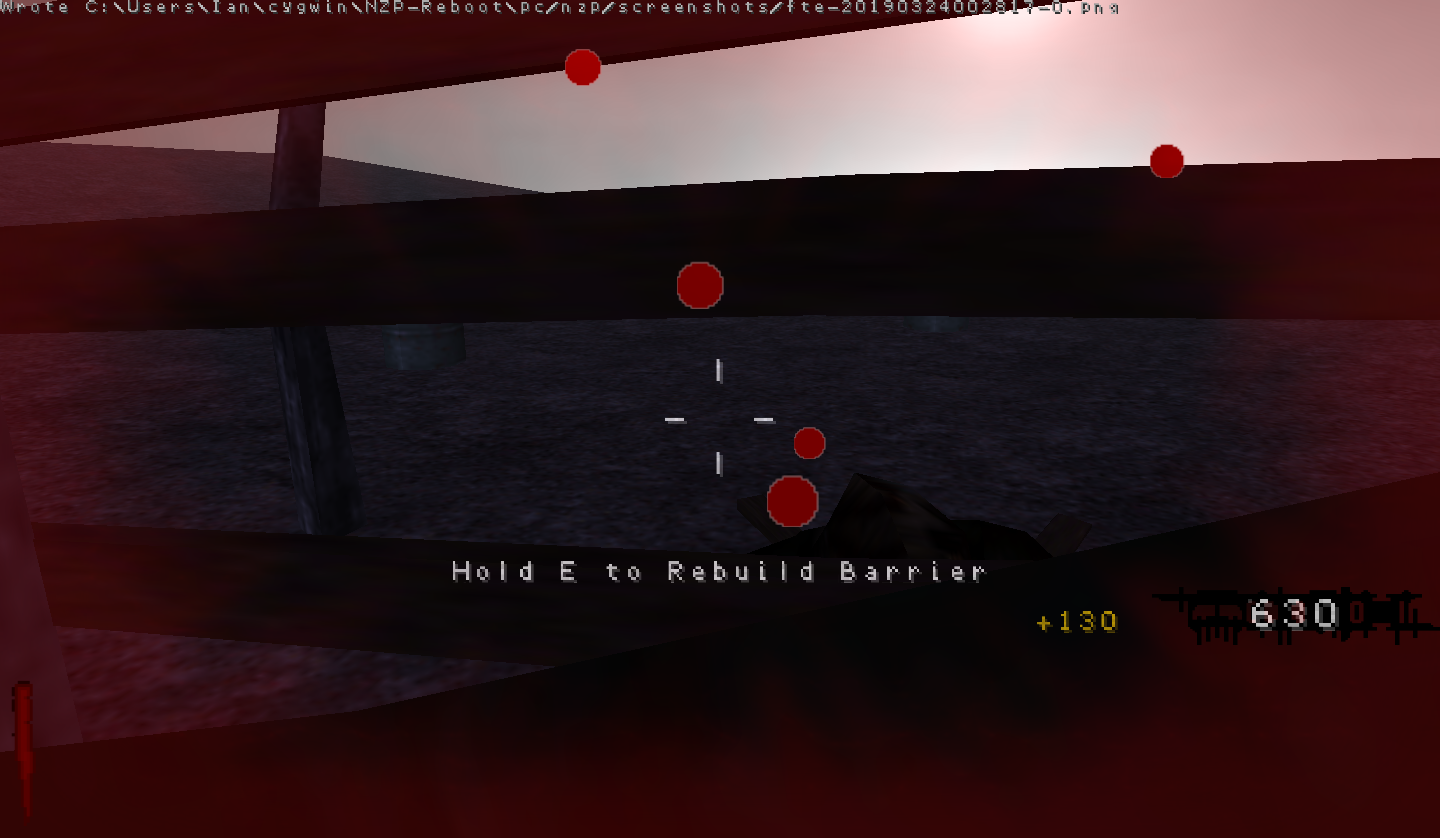 Wrote C:\Users\Ian\cygwin\NZP-Reboot\pc/nzp/screenshots/fte-20190324002817-0.png
Hold E to Rebuild Barrier
+130
630